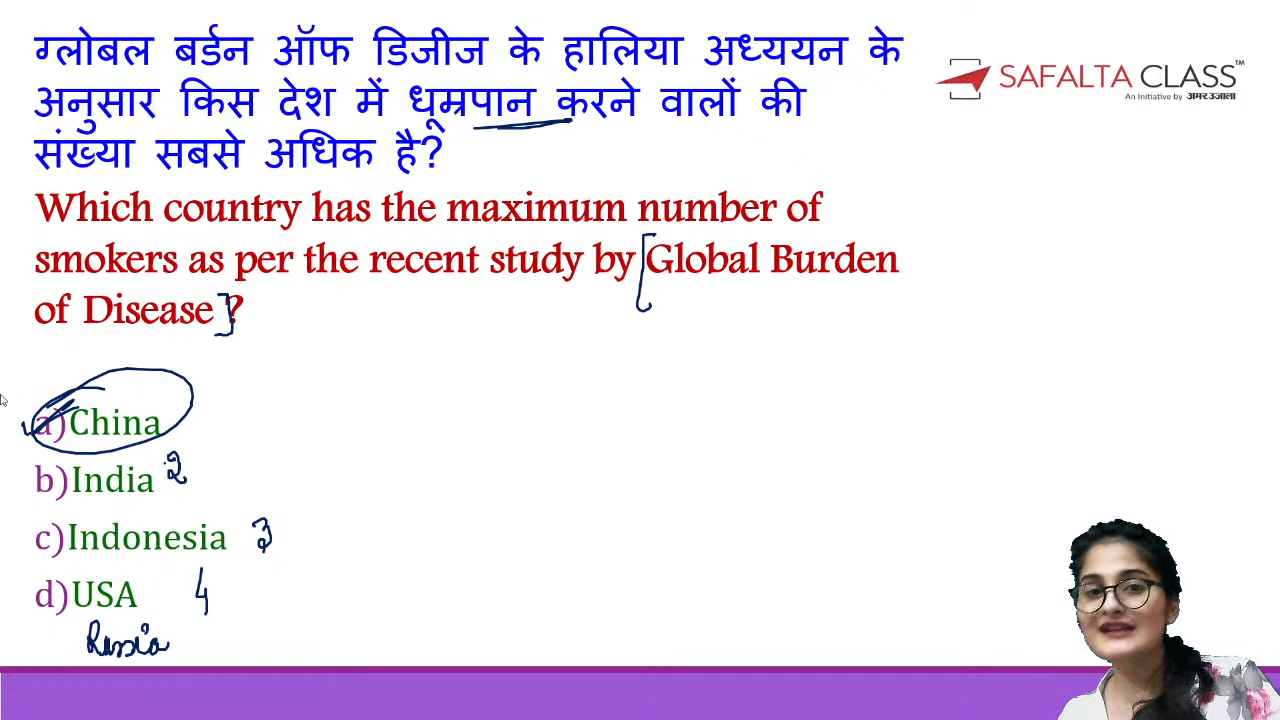 ग्लोबल बर्डन ऑफ डिजीज के हालिया अध्ययन के
अनुसार किस देश में धूम्रपान करने वालों की
संख्या सबसे अधिक है?
SAFALTA CLASS™
An Initiative by अमर उजाला
Which country has the maximum number of
smokers as per the recent study by [Global Burden
of Disease]?
a)China
b)India 2
c)Indonesia 3
d)USA 4
Russia